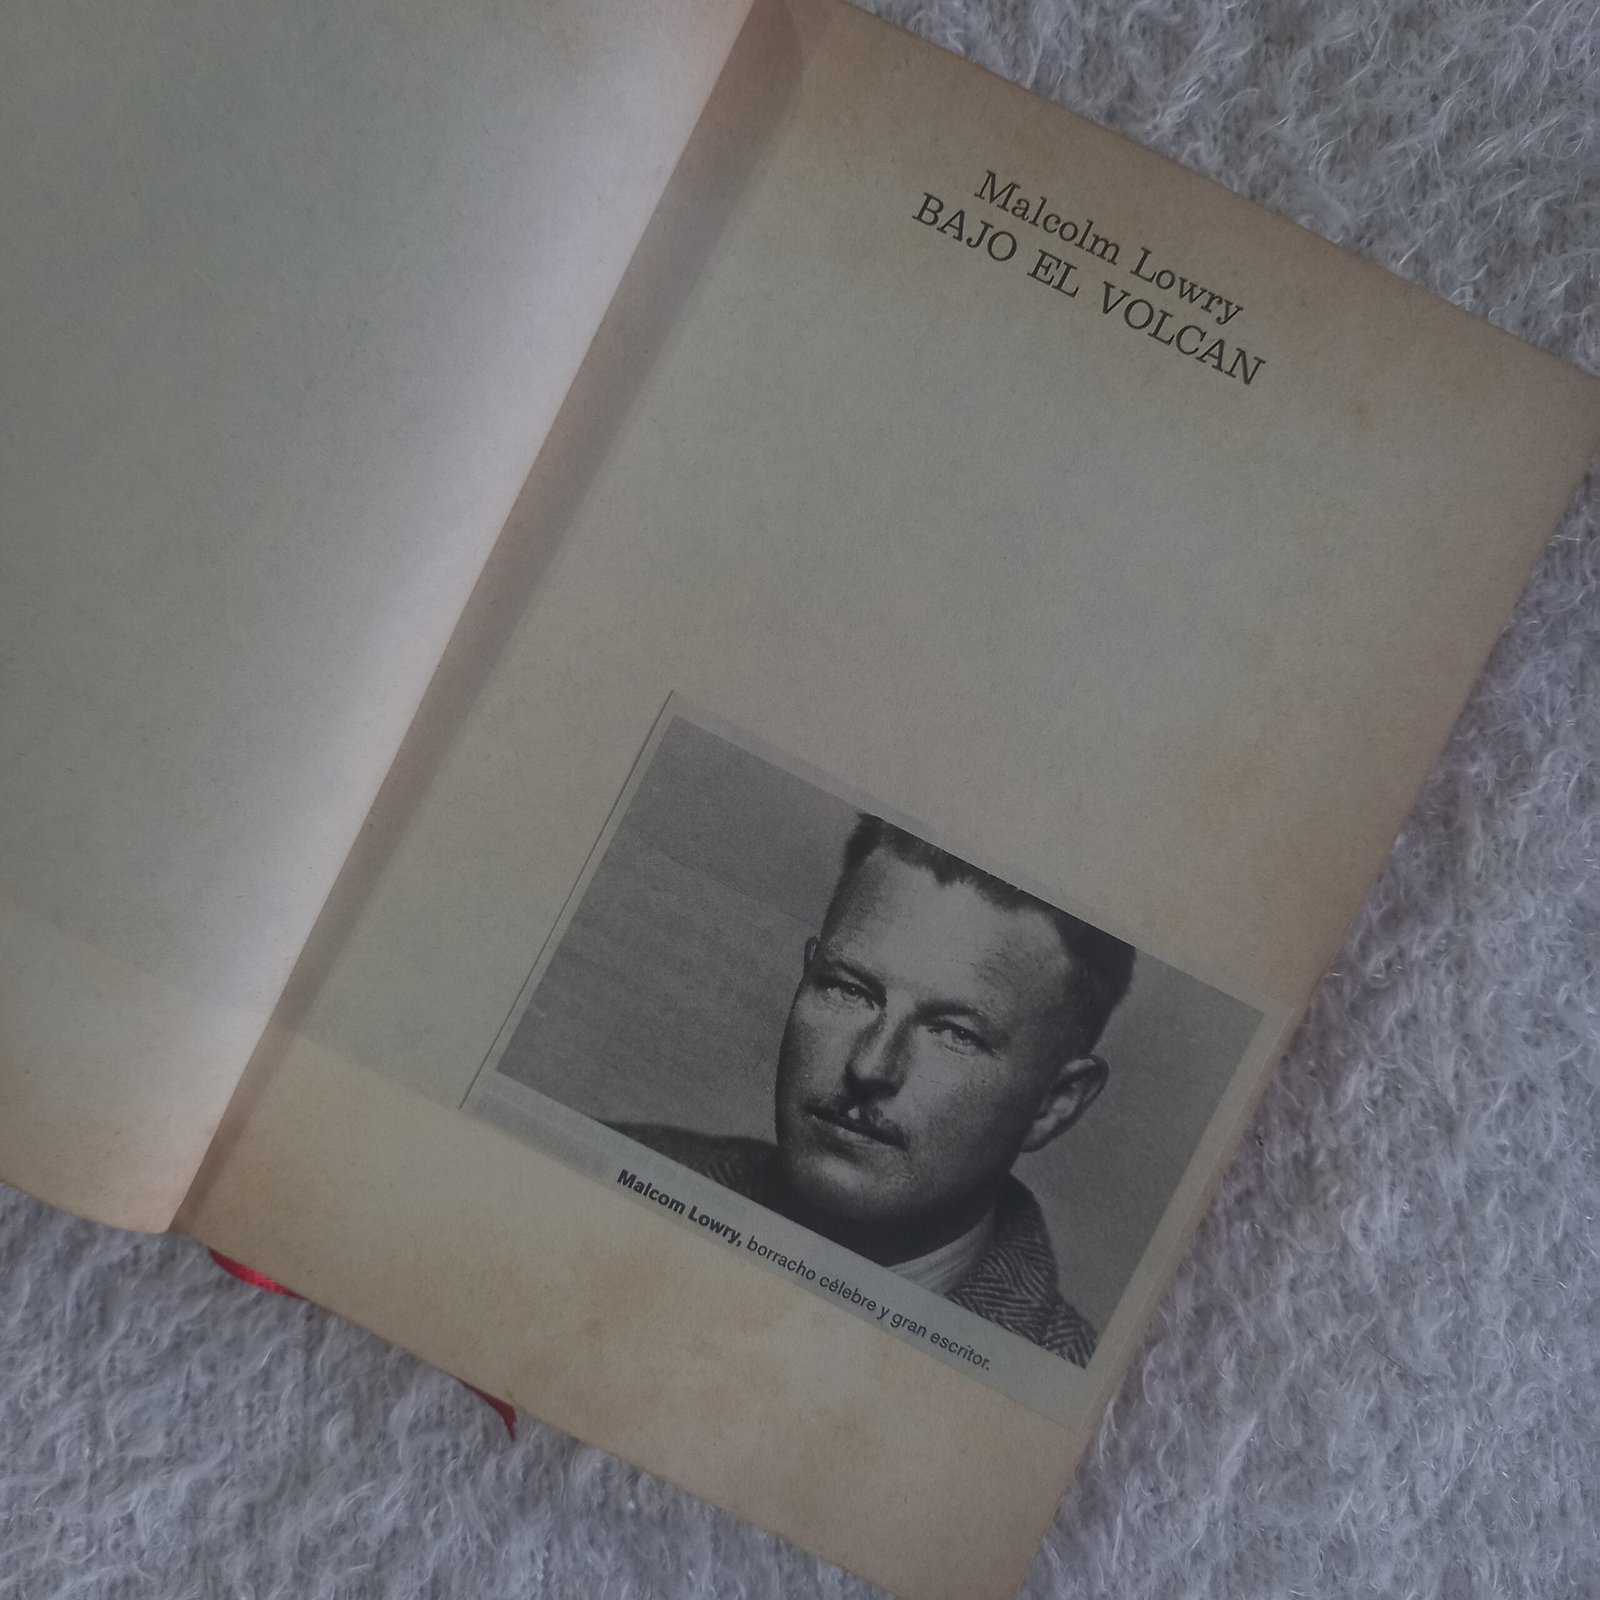 Malcolm Lowry
BAJO EL VOLCAN
Malcom Lowry, borracho célebre y gran escritor.